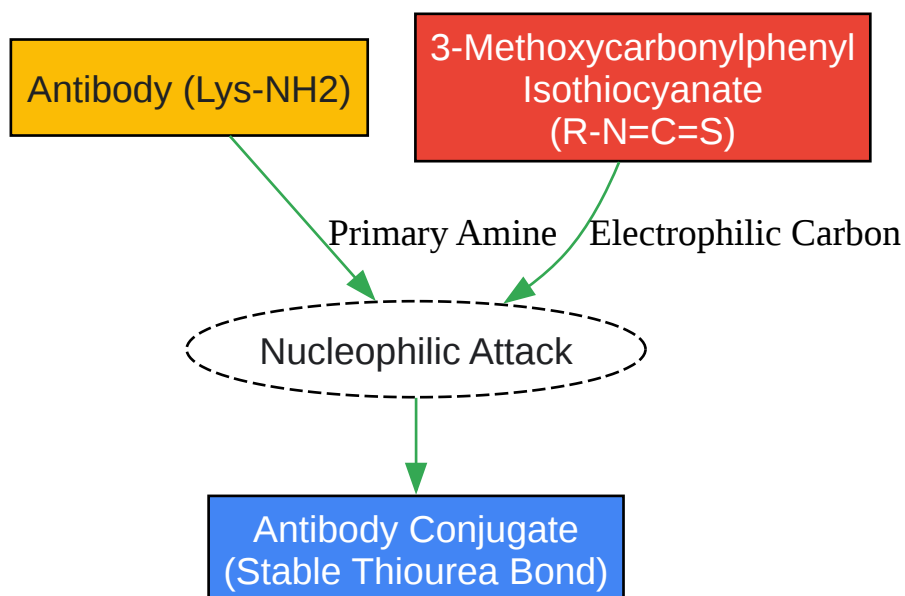 Antibody (Lys-NH2)
3-Methoxycarbonylphenyl
Isothiocyanate
(R-N=C=S)
Primary Amine
Electrophilic Carbon
Nucleophilic Attack
Antibody Conjugate
(Stable Thiourea Bond)